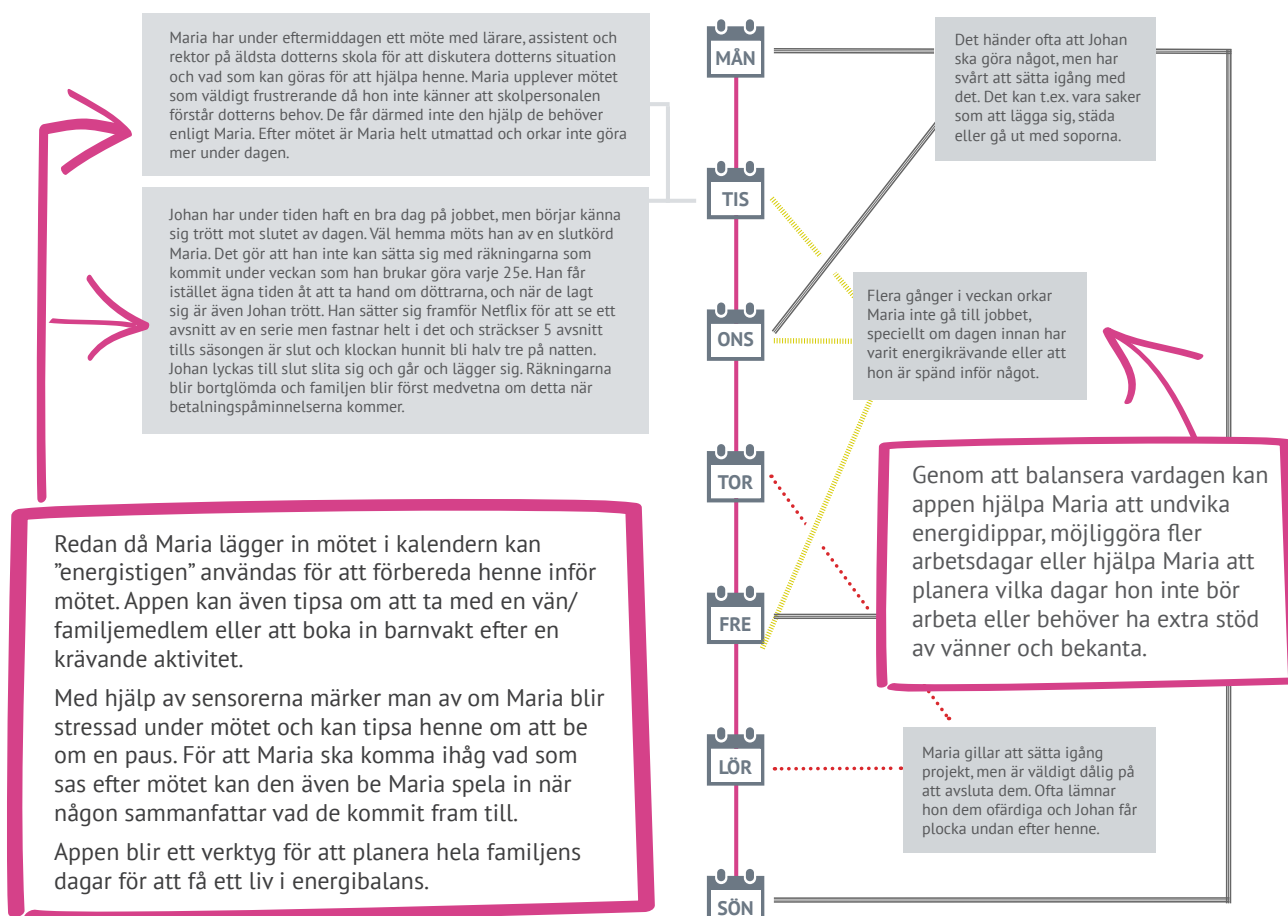 Maria har under eftermiddagen ett möte med lärare, assistent och
rektor på äldsta dotterns skola för att diskutera dotterns situation
och vad som kan göras för att hjälpa henne. Maria upplever mötet
som väldigt frustrerande då hon inte känner att skolpersonalen
förstår dotterns behov. De får därmed inte den hjälp de behöver
enligt Maria. Efter mötet är Maria helt utmattad och orkar inte göra
mer under dagen.
Johan har under tiden haft en bra dag på jobbet, men börjar känna
sig trött mot slutet av dagen. Väl hemma möts han av en slutkörd
Maria. Det gör att han inte kan sätta sig med räkningarna som
kommit under veckan som han brukar göra varje 25e. Han får
istället ägna tiden åt att ta hand om döttrarna, och när de lagt
sig är även Johan trött. Han sätter sig framför Netflix för att se ett
avsnitt av en serie men fastnar helt i det och sträckser 5 avsnitt
tills säsongen är slut och klockan hunnit bli halv tre på natten.
Johan lyckas till slut slita sig och går och lägger sig. Räkningarna
blir bortglömda och familjen blir först medvetna om detta när
betalningspåminnelserna kommer.
Redan då Maria lägger in mötet i kalendern kan
”energistigen” användas för att förbereda henne inför
mötet. Appen kan även tipsa om att ta med en vän/
familjemedlem eller att boka in barnvakt efter en
krävande aktivitet.
Med hjälp av sensorerna märker man av om Maria blir
stressad under mötet och kan tipsa henne om att be
om en paus. För att Maria ska komma ihåg vad som
sas efter mötet kan den även be Maria spela in när
någon sammanfattar vad de kommit fram till.
Appen blir ett verktyg för att planera hela familjens
dagar för att få ett liv i energibalans.
MÅN
TIS
ONS
TOR
FRE
LÖR
SÖN
Det händer ofta att Johan
ska göra något, men har
svårt att sätta igång med
det. Det kan t.ex. vara saker
som att lägga sig, städa
eller gå ut med soporna.
Flera gånger i veckan orkar
Maria inte gå till jobbet,
speciellt om dagen innan har
varit energikrävande eller att
hon är spänd inför något.
Genom att balansera vardagen kan
appen hjälpa Maria att undvika
energidippar, möjliggöra fler
arbetsdagar eller hjälpa Maria att
planera vilka dagar hon inte bör
arbeta eller behöver ha extra stöd
av vänner och bekanta.
Maria gillar att sätta igång
projekt, men är väldigt dålig på
att avsluta dem. Ofta lämnar
hon dem ofärdiga och Johan får
plocka undan efter henne.